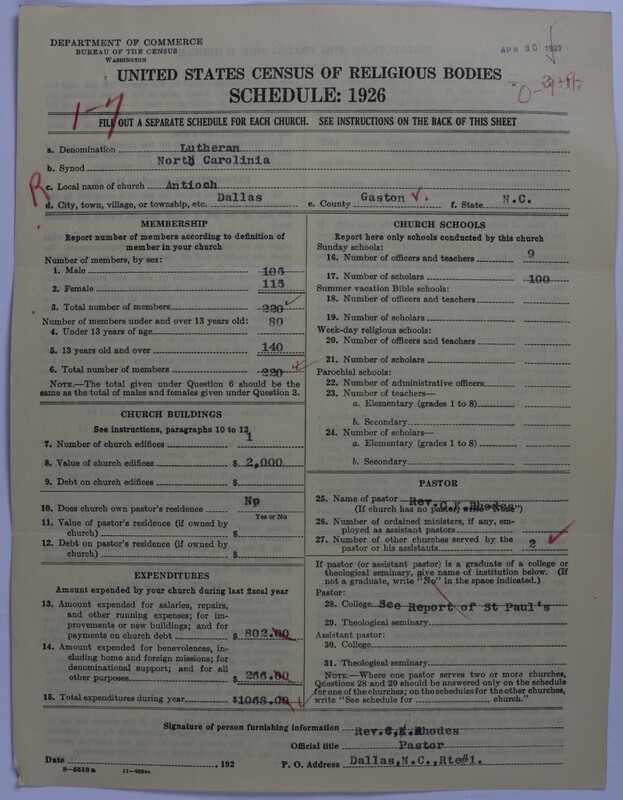 DEPARTMENT OF COMMERCE
BUREAU OF THE CENSUS
WASHINGTON
APR 30 1927
UNITED STATES CENSUS OF RELIGIOUS BODIES
SCHEDULE: 1926
1-7
FILL OUT A SEPARATE SCHEDULE FOR EACH CHURCH. SEE INSTRUCTIONS ON THE BACK OF THIS SHEET
a. Denomination Lutheran
b. Synod North Carolinia
R
c. Local name of church Antioch
d. City, town, village, or township, etc. Dallas e. County Gaston f. State N.C.
MEMBERSHIP
Report number of members according to definition of
member in your church
Number of members, by sex:
1. Male 105
2. Female 115
3. Total number of members 220
Number of members under and over 13 years old:
4. Under 13 years of age 80
5. 13 years old and over 140
6. Total number of members 220
NOTE.—The total given under Question 6 should be the
same as the total of males and females given under Question 3.
CHURCH BUILDINGS
See instructions, paragraphs 10 to 12
7. Number of church edifices 1
8. Value of church edifices $ 2,000
9. Debt on church edifices $
10. Does church own pastor's residence No
Yes or No
11. Value of pastor's residence (if owned by
church) $
12. Debt on pastor's residence (if owned by
church) $
EXPENDITURES
Amount expended by your church during last fiscal year
13. Amount expended for salaries, repairs,
and other running expenses; for im-
provements or new buildings; and for
payments on church debt $ 802.00
14. Amount expended for benevolences, in-
cluding home and foreign missions; for
denominational support; and for all
other purposes $ 266.00
15. Total expenditures during year $1068.00
CHURCH SCHOOLS
Report here only schools conducted by this church
Sunday schools:
16. Number of officers and teachers 9
17. Number of scholars 100
Summer vacation Bible schools:
18. Number of officers and teachers
19. Number of scholars
Week-day religious schools:
20. Number of officers and teachers
21. Number of scholars
Parochial schools:
22. Number of administrative officers
23. Number of teachers—
a. Elementary (grades 1 to 8)
b. Secondary
24. Number of scholars—
a. Elementary (grades 1 to 8)
b. Secondary
PASTOR
25. Name of pastor Rev.C.K.Rhodes
(If church has no pastor, write "None")
26. Number of ordained ministers, if any, em-
ployed as assistant pastors
27. Number of other churches served by the
pastor or his assistants 2
If pastor (or assistant pastor) is a graduate of a college or
theological seminary, give name of institution below. (If
not a graduate, write "No" in the space indicated.)
Pastor:
28. College See Report of St Paul's
29. Theological seminary
Assistant pastor:
30. College
31. Theological seminary
NOTE.—Where one pastor serves two or more churches,
Questions 28 and 29 should be answered only on the schedule
for one of the churches; on the schedules for the other churches,
write "See schedule for church."
Signature of person furnishing information Rev.C.K.Rhodes
Official title Pastor
Date , 192 P. O. Address Dallas,N.C.,Rte#1.
8-5518a 11-9064